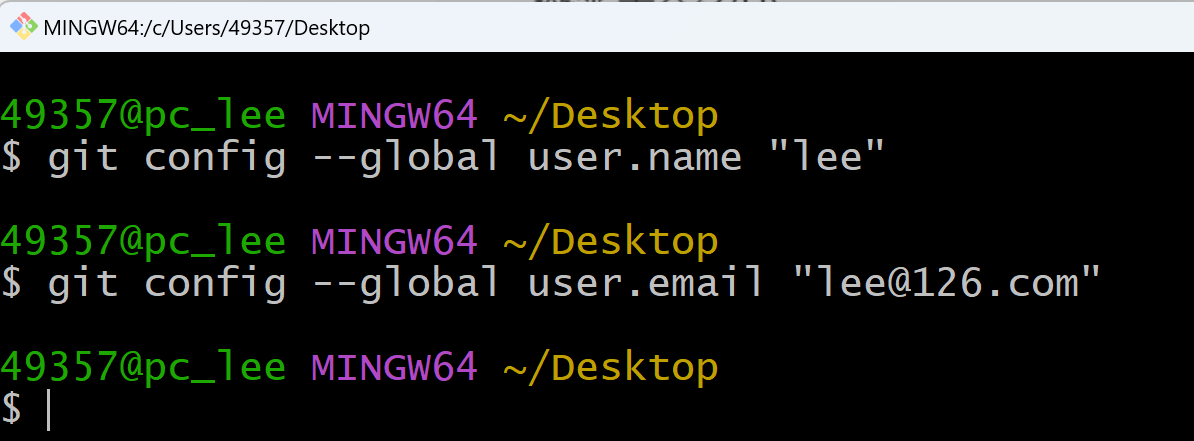 MINGW64:/c/Users/49357/Desktop
49357@pc_lee MINGW64 ~/Desktop
$ git config --global user.name "lee"
49357@pc_lee MINGW64 ~/Desktop
$ git config --global user.email "lee@126.com"
49357@pc_lee MINGW64 ~/Desktop
$